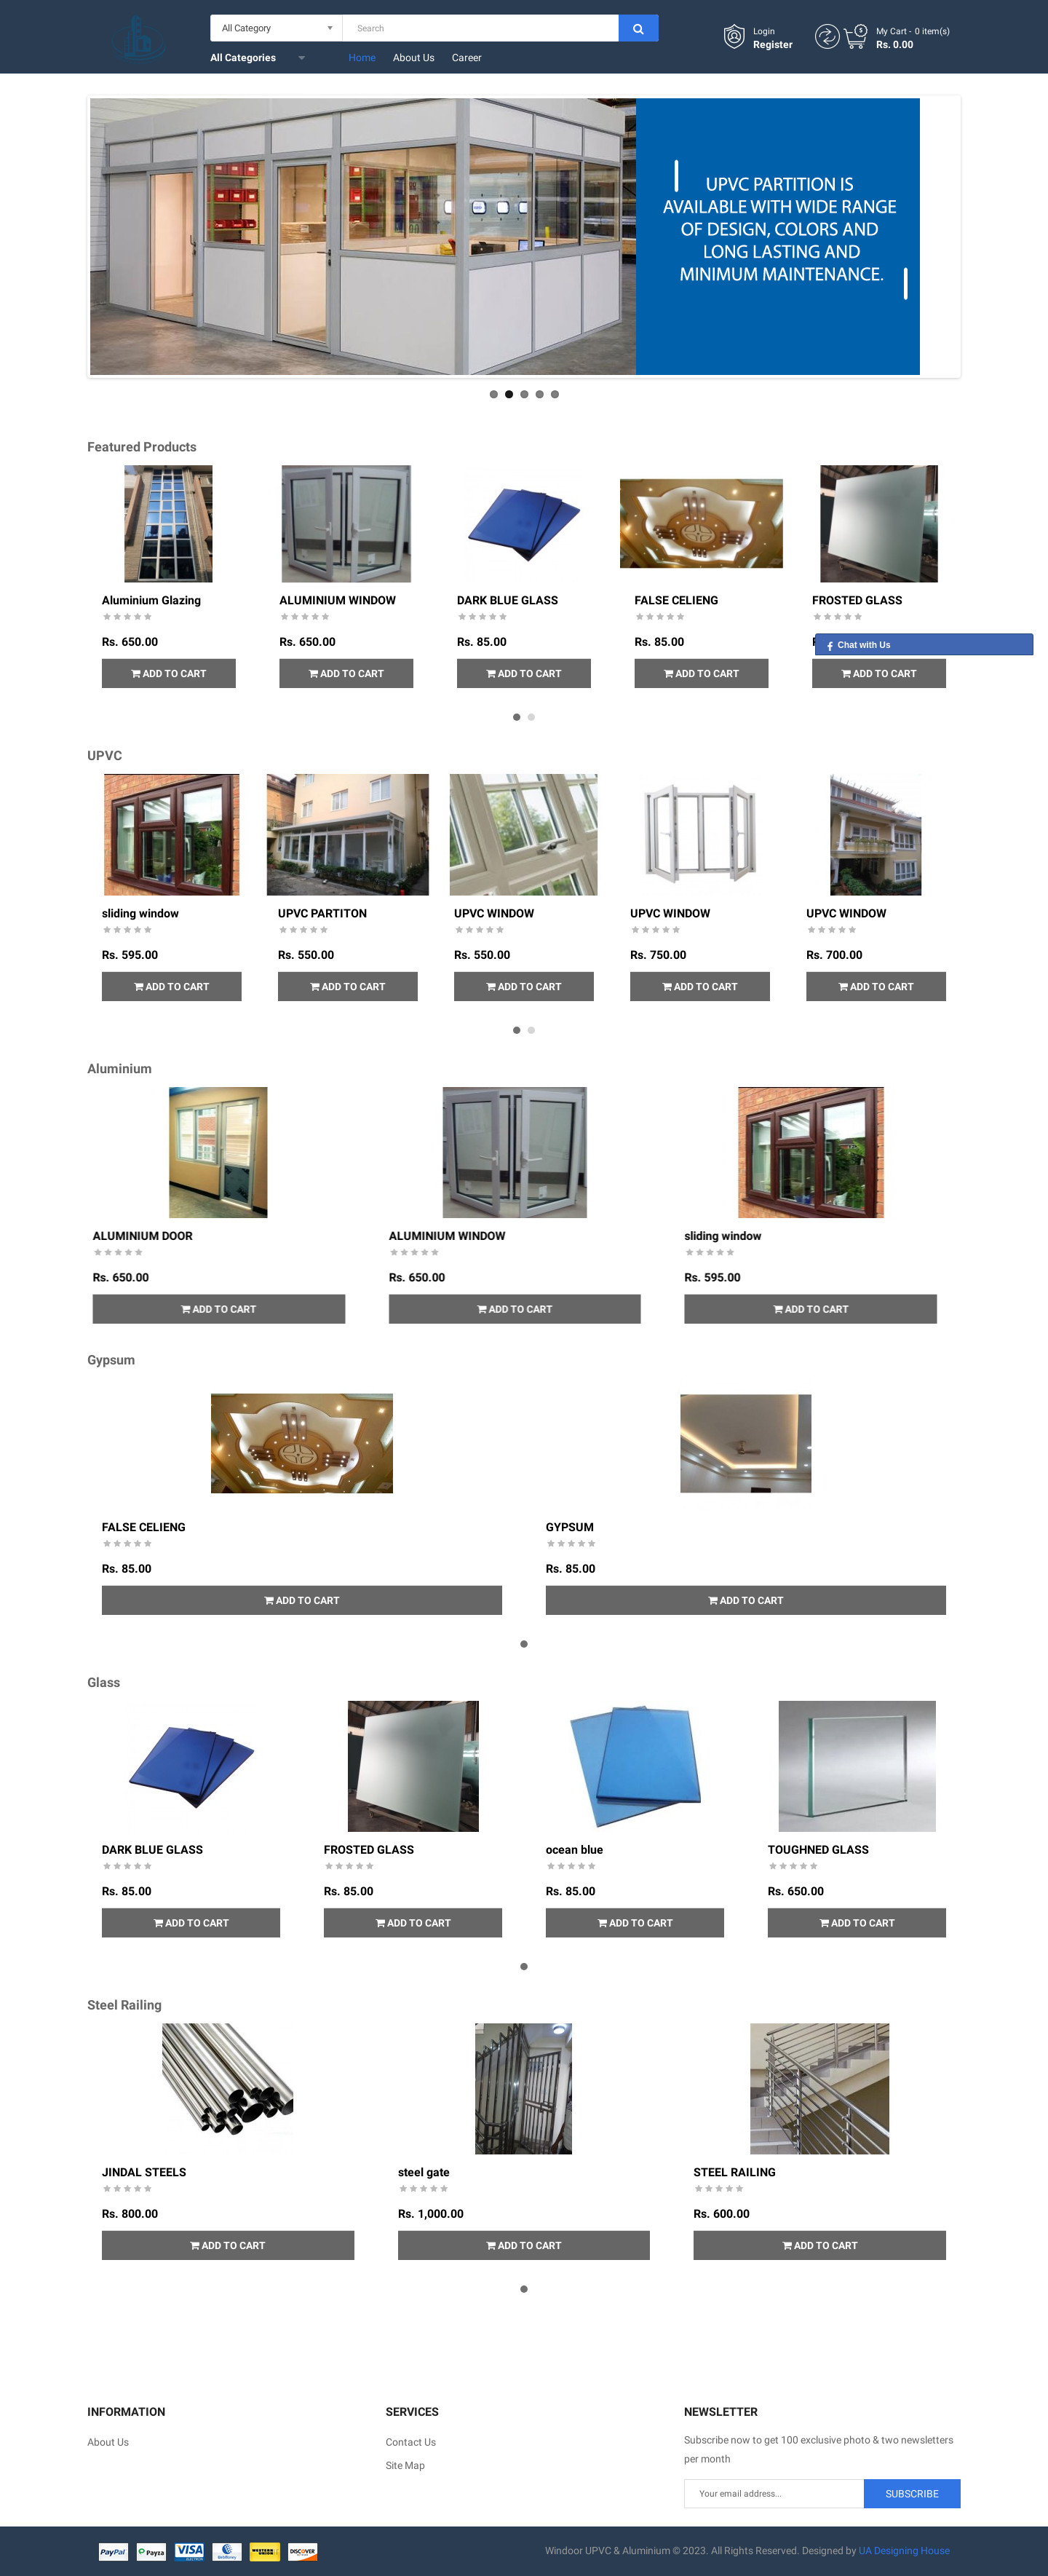 All Category
Search
Login
Register
My Cart - 0 item(s)
Rs. 0.00
All Categories
Home
About Us
Career
UPVC PARTITION IS
AVAILABLE WITH WIDE RANGE
OF DESIGN, COLORS AND
LONG LASTING AND
MINIMUM MAINTENANCE.
Featured Products
Aluminium Glazing
ALUMINIUM WINDOW
DARK BLUE GLASS
FALSE CELIENG
FROSTED GLASS
Rs. 650.00
Rs. 650.00
Rs. 85.00
Rs. 85.00
Chat with Us
ADD TO CART
ADD TO CART
ADD TO CART
ADD TO CART
ADD TO CART
UPVC
sliding window
UPVC PARTITON
UPVC WINDOW
UPVC WINDOW
UPVC WINDOW
Rs. 595.00
Rs. 550.00
Rs. 550.00
Rs. 750.00
Rs. 700.00
ADD TO CART
ADD TO CART
ADD TO CART
ADD TO CART
ADD TO CART
Aluminium
ALUMINIUM DOOR
ALUMINIUM WINDOW
sliding window
Rs. 650.00
Rs. 650.00
Rs. 595.00
ADD TO CART
ADD TO CART
ADD TO CART
Gypsum
FALSE CELIENG
GYPSUM
Rs. 85.00
Rs. 85.00
ADD TO CART
ADD TO CART
Glass
DARK BLUE GLASS
FROSTED GLASS
ocean blue
TOUGHNED GLASS
Rs. 85.00
Rs. 85.00
Rs. 85.00
Rs. 650.00
ADD TO CART
ADD TO CART
ADD TO CART
ADD TO CART
Steel Railing
JINDAL STEELS
steel gate
STEEL RAILING
Rs. 800.00
Rs. 1,000.00
Rs. 600.00
ADD TO CART
ADD TO CART
ADD TO CART
INFORMATION
About Us
SERVICES
Contact Us
Site Map
NEWSLETTER
Subscribe now to get 100 exclusive photo & two newsletters
per month
Your email address...
SUBSCRIBE
PayPal
Payza
VISA
WESTERN UNION
DISCOVER
Windoor UPVC & Aluminium © 2023. All Rights Reserved. Designed by UA Designing House